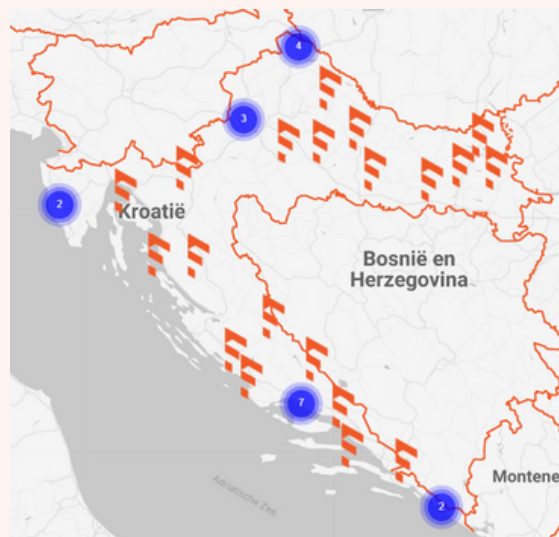 4
3
2
Kroatië
Bosnië en
Herzegovina
7
Montene
Adriatische Zee
2